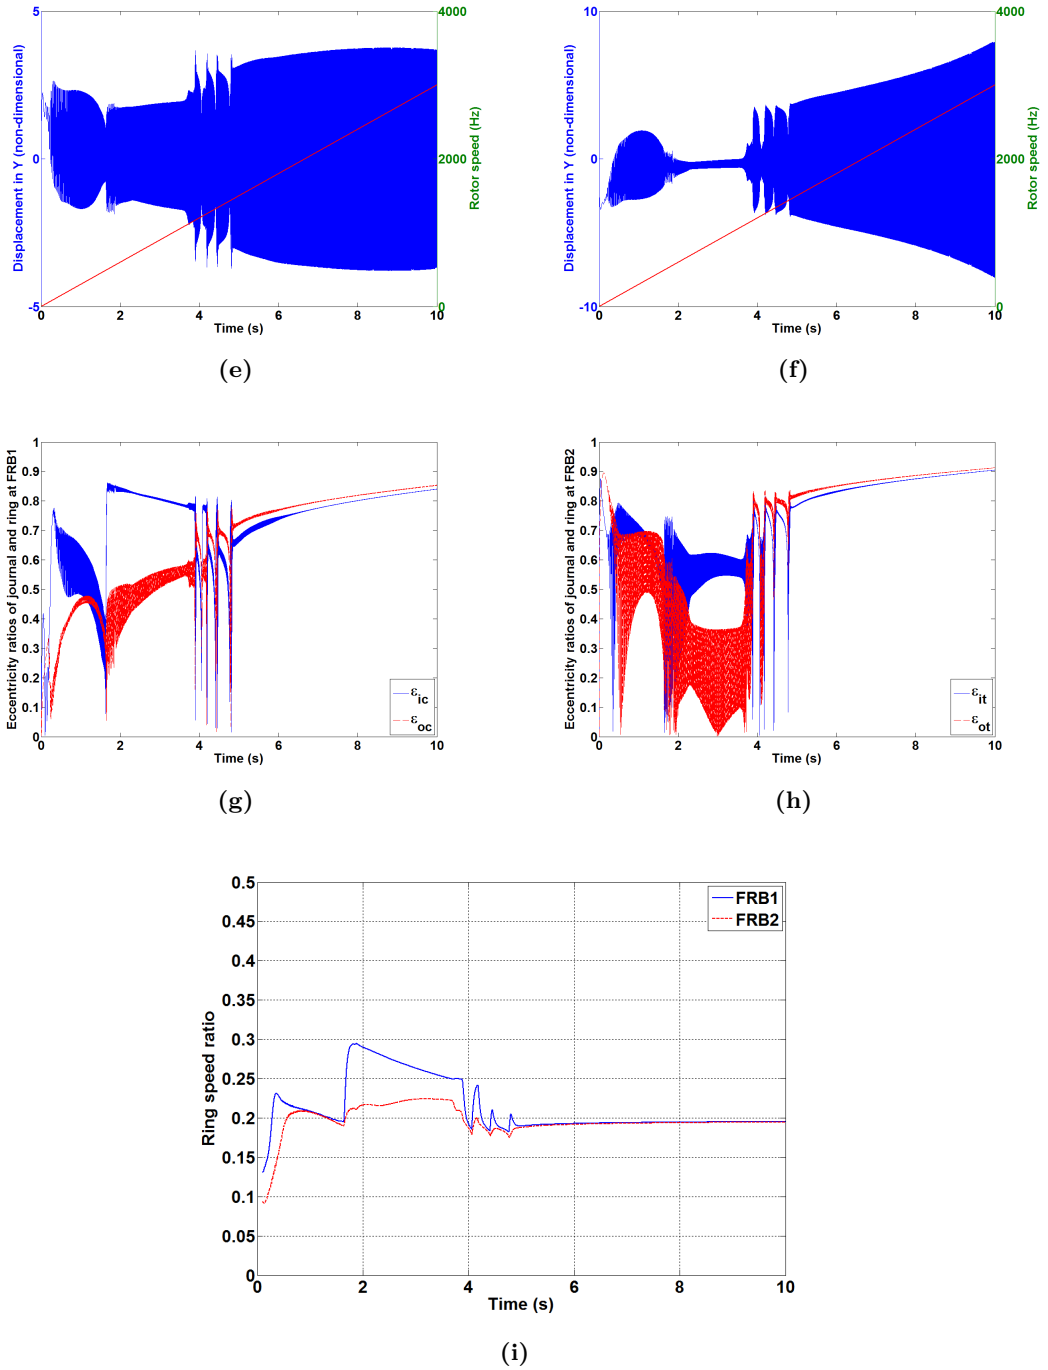 5
0
-5
Displacement in Y (non-dimensional)
4000
2000
0
Rotor speed (Hz)
0 2 4 6 8 10
Time (s)
(e)
10
0
-10
Displacement in Y (non-dimensional)
4000
3500
3000
2500
2000
1500
1000
500
0
Rotor speed (Hz)
0 2 4 6 8 10
Time (s)
(f)
1
0.9
0.8
0.7
0.6
0.5
0.4
0.3
0.2
0.1
0
Eccentricity ratios of journal and ring at FRB1
εic
εoc
0 2 4 6 8 10
Time (s)
(g)
1
0.9
0.8
0.7
0.6
0.5
0.4
0.3
0.2
0.1
0
Eccentricity ratios of journal and ring at FRB2
εit
εot
0 2 4 6 8 10
Time (s)
(h)
0.5
0.45
0.4
0.35
0.3
0.25
0.2
0.15
0.1
0.05
0
Ring speed ratio
FRB1
FRB2
0 2 4 6 8 10
Time (s)
(i)